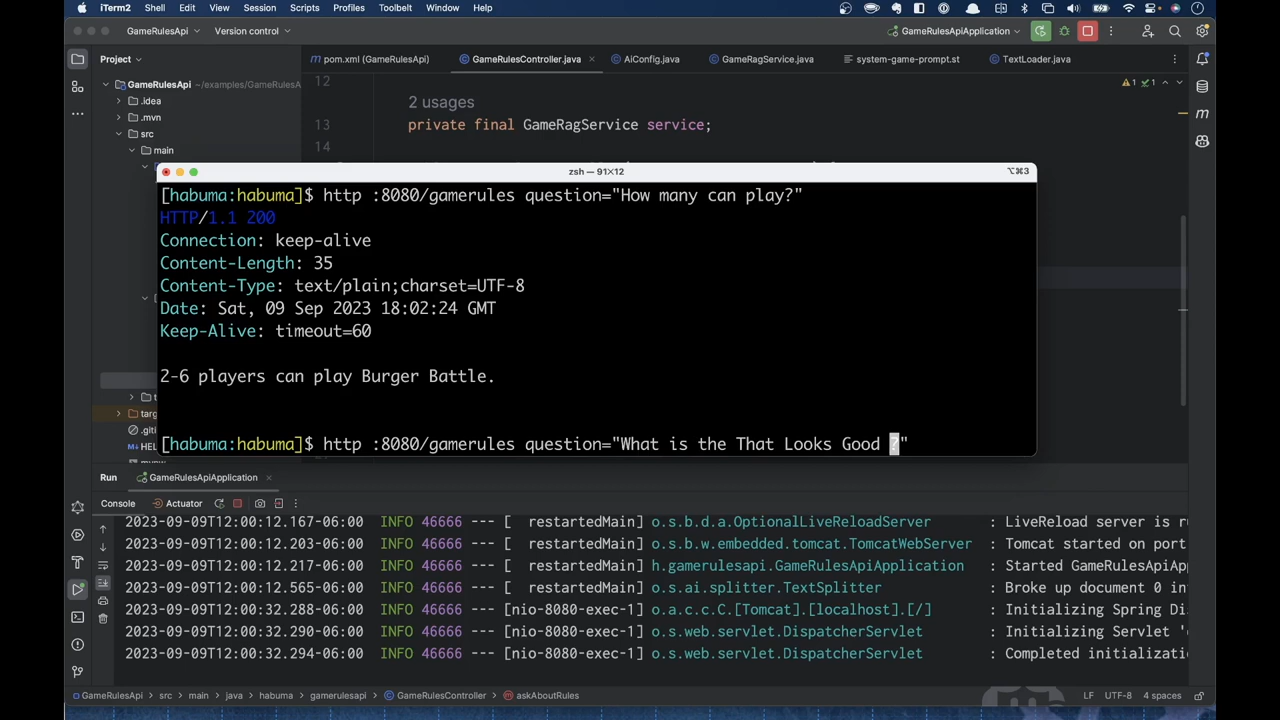 iTerm2 Shell Edit View Session Scripts Profiles Toolbelt Window Help
GameRulesApi Version control GameRulesApiApplication
Project pom.xml (GameRulesApi) GameRulesController.java AiConfig.java GameRagService.java system-game-prompt.st TextLoader.java
GameRulesApi ~/examples/GameRulesA
12
1 1
.idea
2 usages
.mvn
13 private final GameRagService service;
src
14
main
zsh — 91×12 ⌥⌘3
[habuma:habuma]$ http :8080/gamerules question="How many can play?"
HTTP/1.1 200
Connection: keep-alive
Content-Length: 35
Content-Type: text/plain;charset=UTF-8
Date: Sat, 09 Sep 2023 18:02:24 GMT
Keep-Alive: timeout=60
2-6 players can play Burger Battle.
targ
.giti
[habuma:habuma]$ http :8080/gamerules question="What is the That Looks Good ?"
HEL
Run GameRulesApiApplication
Console Actuator
2023-09-09T12:00:12.167-06:00 INFO 46666 --- [ restartedMain] o.s.b.d.a.OptionalLiveReloadServer : LiveReload server is ru
2023-09-09T12:00:12.203-06:00 INFO 46666 --- [ restartedMain] o.s.b.w.embedded.tomcat.TomcatWebServer : Tomcat started on port
2023-09-09T12:00:12.217-06:00 INFO 46666 --- [ restartedMain] h.gamerulesapi.GameRulesApiApplication : Started GameRulesApiAp
2023-09-09T12:00:12.565-06:00 INFO 46666 --- [ restartedMain] o.s.ai.splitter.TextSplitter : Broke up document 0 in
2023-09-09T12:00:32.288-06:00 INFO 46666 --- [nio-8080-exec-1] o.a.c.c.C.[Tomcat].[localhost].[/] : Initializing Spring Di
2023-09-09T12:00:32.290-06:00 INFO 46666 --- [nio-8080-exec-1] o.s.web.servlet.DispatcherServlet : Initializing Servlet '
2023-09-09T12:00:32.294-06:00 INFO 46666 --- [nio-8080-exec-1] o.s.web.servlet.DispatcherServlet : Completed initializati
GameRulesApi > src > main > java > habuma > gamerulesapi > GameRulesController > askAboutRules LF UTF-8 4 spaces